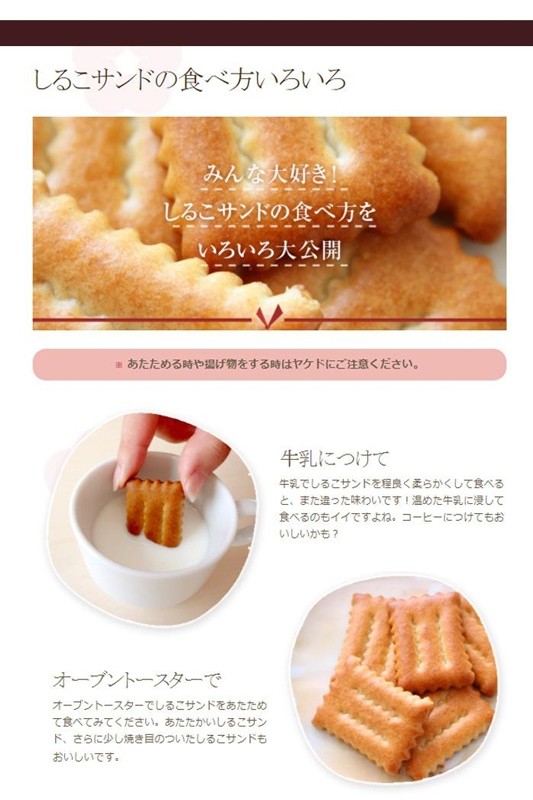 しるこサンドの食べ方いろいろ
みんな大好き!
しるこサンドの食べ方を
いろいろ大公開
※ あたためる時や揚げ物をする時はヤケドにご注意ください。
牛乳につけて
牛乳でしるこサンドを程良く柔らかくして食べる
と、また違った味わいです！温めた牛乳に浸して
食べるのもイイですよね。コーヒーにつけてもお
いしいかも？
オーブントースターで
オーブントースターでしるこサンドをあたため
て食べてみてください。あたたかいしるこサン
ド、さらに少し焼き目のついたしるこサンドも
おいしいです。